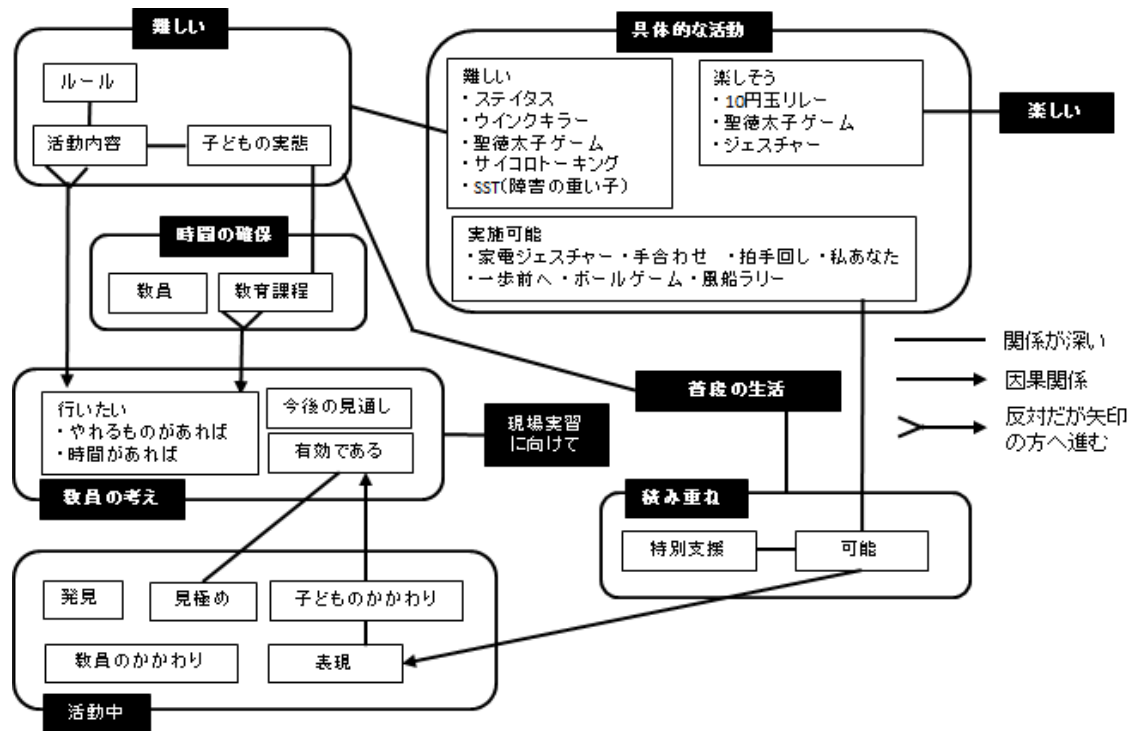 難しい
ルール
活動内容
子どもの実態
具体的な活動
難しい
・ステイタス
・ウインクキラー
・聖徳太子ゲーム
・サイコロトーキング
・SST(障害の重い子)
楽しそう
・10円玉リレー
・聖徳太子ゲーム
・ジェスチャー
楽しい
実施可能
・家電ジェスチャー・手合わせ ・拍手回し・私あなた
・一歩前へ・ボールゲーム・風船ラリー
時間の確保
教員
教育課程
関係が深い
因果関係
反対だが矢印
の方へ進む
行いたい
・やれるものがあれば
・時間があれば
今後の見通し
有効である
教員の考え
現場実習
に向けて
普段の生活
積み重ね
特別支援
可能
発見
見極め
子どものかかわり
教員のかかわり
表現
活動中